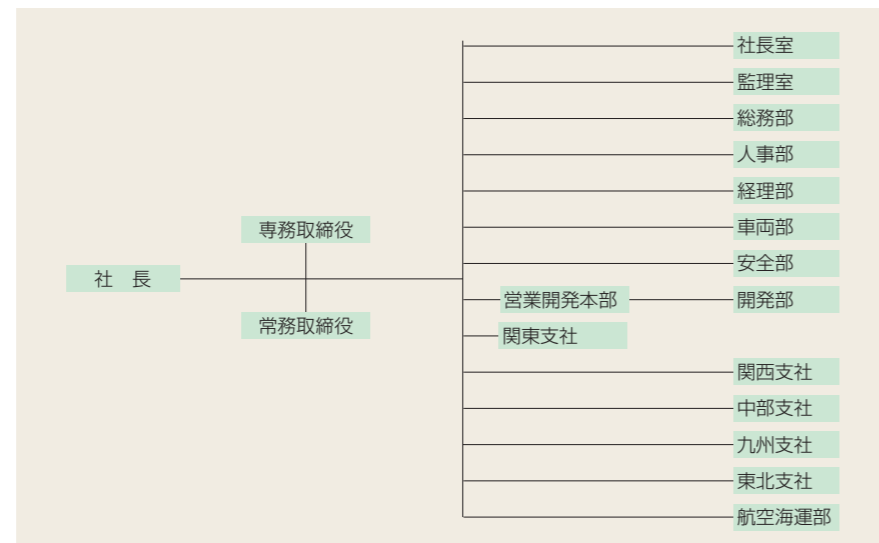 社長室
監理室
総務部
人事部
経理部
車両部
専務取締役
安全部
社　長
営業開発本部 開発部
常務取締役
関東支社
関西支社
中部支社
九州支社
東北支社
航空海運部